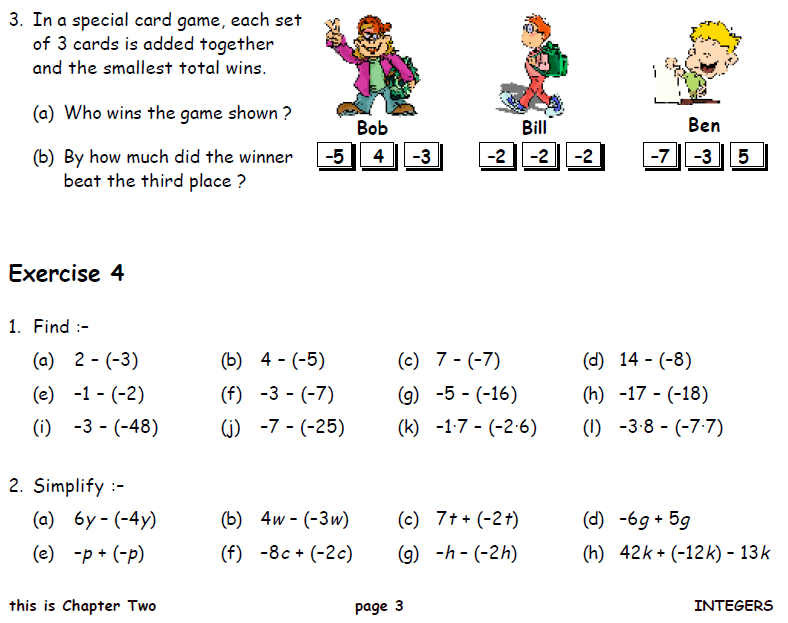 3. In a special card game, each set
of 3 cards is added together
and the smallest total wins.
(a) Who wins the game shown ?
(b) By how much did the winner
beat the third place ?
Bob Bill Ben
-5 4 -3 -2 -2 -2 -7 -3 5
Exercise 4
1. Find :-
(a) 2 - (-3) (b) 4 - (-5) (c) 7 - (-7) (d) 14 - (-8)
(e) -1 - (-2) (f) -3 - (-7) (g) -5 - (-16) (h) -17 - (-18)
(i) -3 - (-48) (j) -7 - (-25) (k) -1·7 - (-2·6) (l) -3·8 - (-7·7)
2. Simplify :-
(a) 6y - (-4y) (b) 4w - (-3w) (c) 7t + (-2t) (d) -6g + 5g
(e) -p + (-p) (f) -8c + (-2c) (g) -h - (-2h) (h) 42k + (-12k) - 13k
this is Chapter Two page 3 INTEGERS